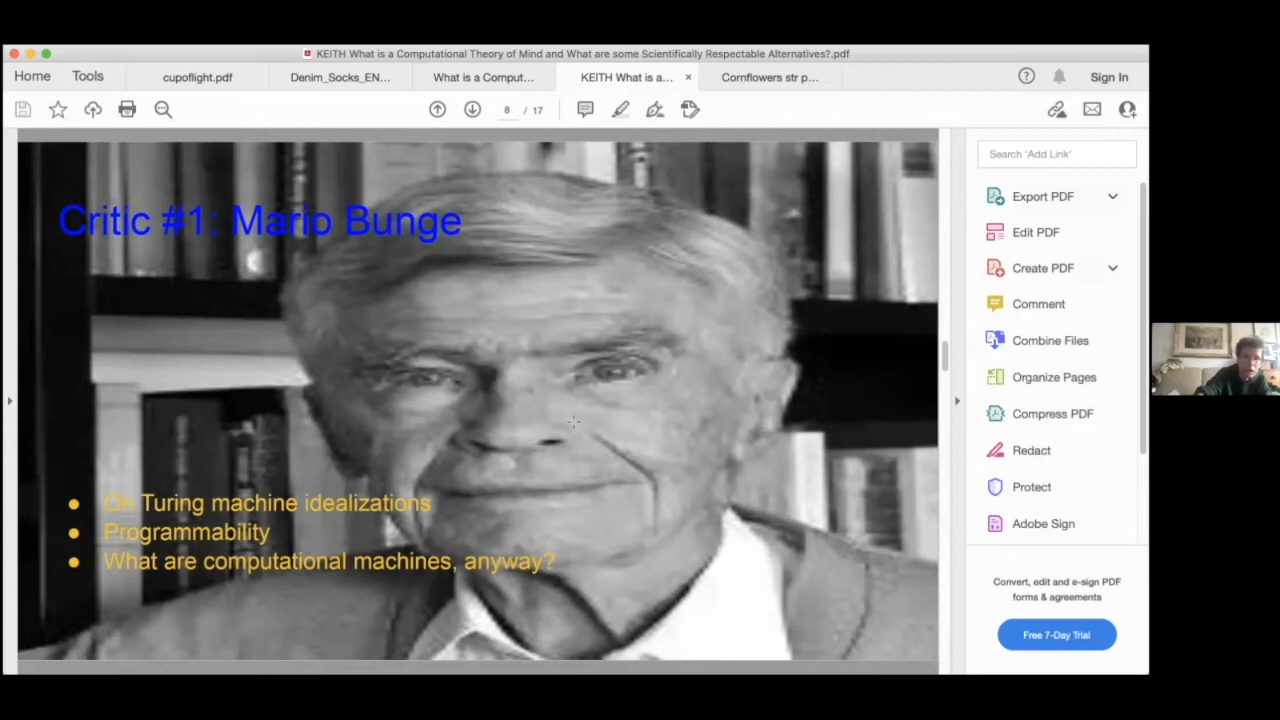 KEITH What is a Computational Theory of Mind and What are some Scientifically Respectable Alternatives?.pdf
Home Tools cupoflight.pdf Denim_Socks_EN... What is a Comput... KEITH What is a... × Cornflowers str p... Sign In
8 / 17
Search 'Add Link'
Export PDF
Critic #1: Mario Bunge
Edit PDF
Create PDF
Comment
Combine Files
Organize Pages
Compress PDF
Redact
Protect
Adobe Sign
● On Turing machine idealizations
● Programmability
● What are computational machines, anyway?
Convert, edit and e-sign PDF
forms & agreements
Free 7-Day Trial